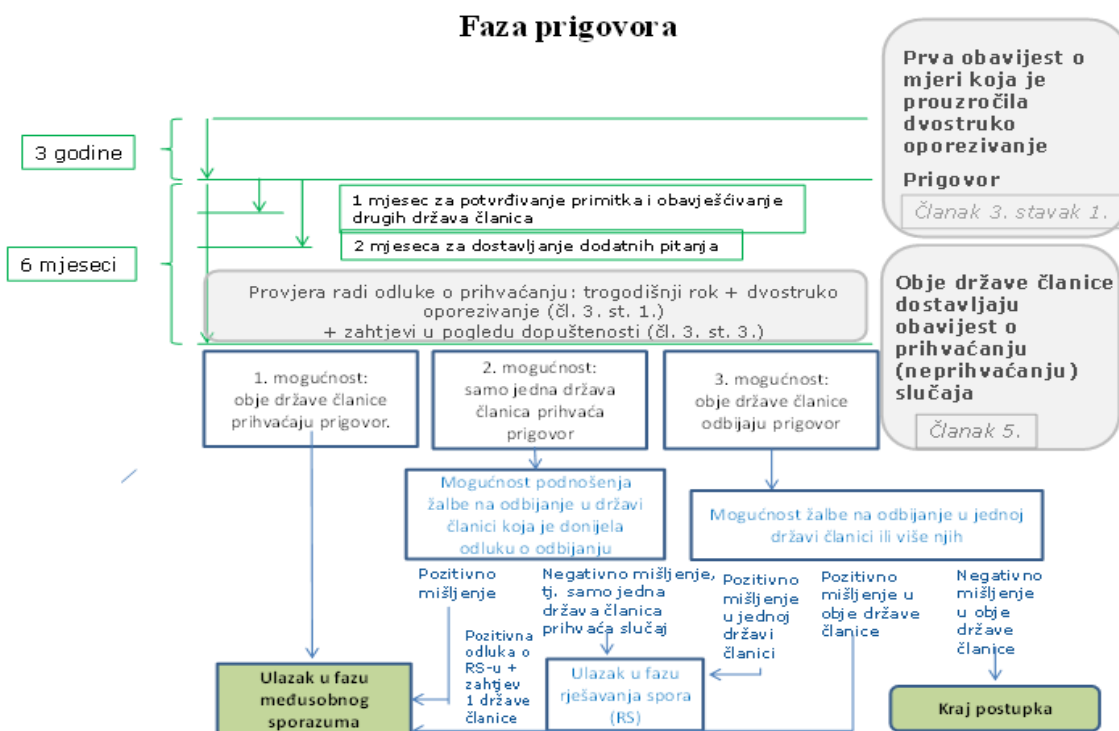 Faza prigovora
Prva obavijest o
mjeri koja je
prouzročila
dvostruko
oporezivanje
Prigovor
Članak 3. stavak 1.
3 godine
1 mjesec za potvrđivanje primitka i obavješćivanje
drugih država članica
2 mjeseca za dostavljanje dodatnih pitanja
6 mjeseci
Provjera radi odluke o prihvaćanju: trogodišnji rok + dvostruko
oporezivanje (čl. 3. st. 1.)
+ zahtjevi u pogledu dopuštenosti (čl. 3. st. 3.)
Obje države članice
dostavljaju
obavijest o
prihvaćanju
(neprihvaćanju)
slučaja
Članak 5.
1. mogućnost:
obje države članice
prihvaćaju prigovor.
2. mogućnost:
samo jedna država
članica prihvaća
prigovor
3. mogućnost:
obje države članice
odbijaju prigovor
Mogućnost podnošenja
žalbe na odbijanje u državi
članici koja je donijela
odluku o odbijanju
Mogućnost žalbe na odbijanje u jednoj
državi članici ili više njih
Pozitivno
mišljenje
Negativno mišljenje,
tj. samo jedna
država članica
prihvaća slučaj
Pozitivno
mišljenje
u jednoj
državi
članici
Pozitivno
mišljenje u
obje države
članice
Negativno
mišljenje
u obje
države
članice
Pozitivna
odluka o
RS-u +
zahtjev
1 države
članice
Ulazak u fazu
međusobnog
sporazuma
Ulazak u fazu
rješavanja spora
(RS)
Kraj postupka